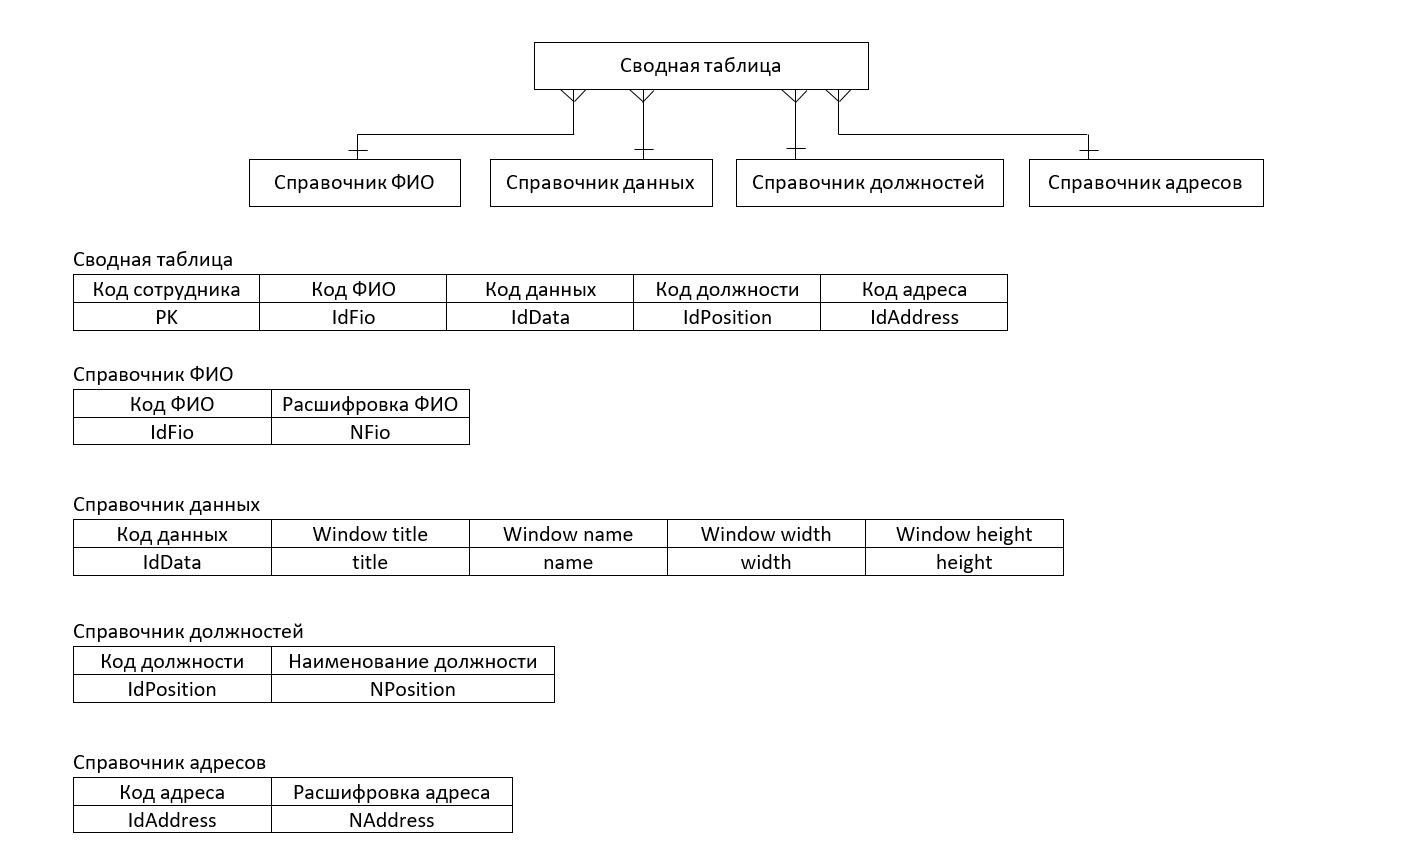 Сводная таблица
Справочник ФИО Справочник данных Справочник должностей Справочник адресов
Сводная таблица
Код сотрудника Код ФИО Код данных Код должности Код адреса
PK IdFio IdData IdPosition IdAddress
Справочник ФИО
Код ФИО Расшифровка ФИО
IdFio NFio
Справочник данных
Код данных Window title Window name Window width Window height
IdData title name width height
Справочник должностей
Код должности Наименование должности
IdPosition NPosition
Справочник адресов
Код адреса Расшифровка адреса
IdAddress NAddress